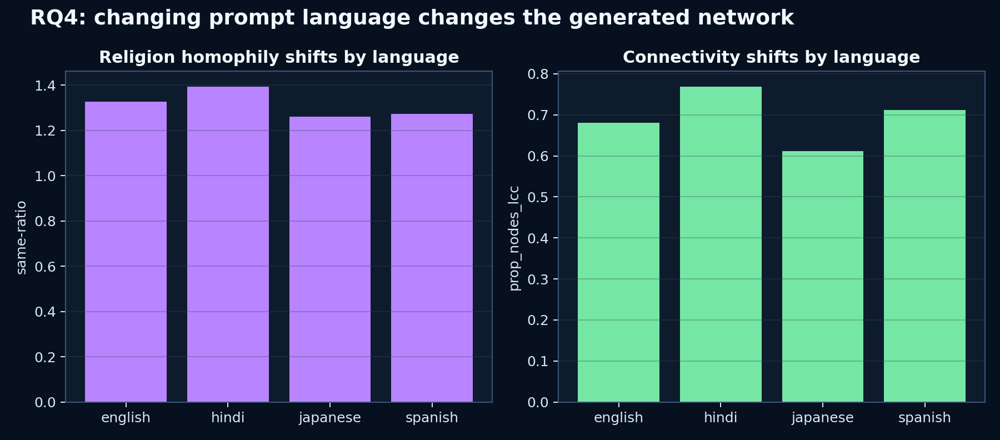 RQ4: changing prompt language changes the generated network
Religion homophily shifts by language
same-ratio
1.4
1.2
1.0
0.8
0.6
0.4
0.2
0.0
english hindi japanese spanish
Connectivity shifts by language
prop_nodes_lcc
0.8
0.7
0.6
0.5
0.4
0.3
0.2
0.1
0.0
english hindi japanese spanish